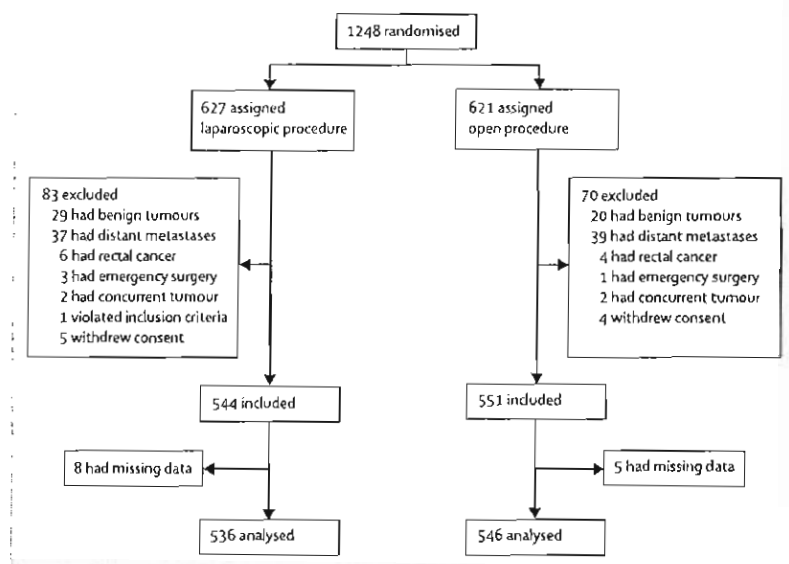 1248 randomised
627 assigned
laparoscopic procedure
621 assigned
open procedure
83 excluded
29 had benign tumours
37 had distant metastases
6 had rectal cancer
3 had emergency surgery
2 had concurrent tumour
1 violated inclusion criteria
5 withdrew consent
70 excluded
20 had benign tumours
39 had distant metastases
4 had rectal cancer
1 had emergency surgery
2 had concurrent tumour
4 withdrew consent
544 included
551 included
8 had missing data
5 had missing data
536 analysed
546 analysed